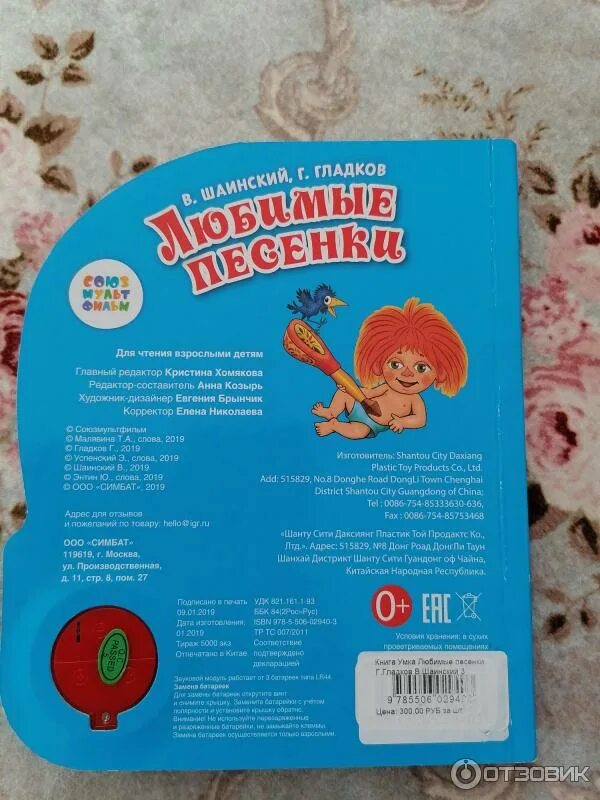 В. ШАИНСКИЙ, Г. ГЛАДКОВ
ЛЮБИМЫЕ
ПЕСЕНКИ
СОЮЗ
МУЛЬТ
ФИЛЬМ
Для чтения взрослыми детям
Главный редактор Кристина Хомякова
Редактор-составитель Анна Козырь
Художник-дизайнер Евгения Брынчик
Корректор Елена Николаева
© Союзмультфильм
© Малявина Т.А., слова, 2019
© Гладков Г., 2019
© Успенский Э., слова, 2019
© Шаинский В., 2019
© Энтин Ю., слова, 2019
© ООО «СИМБАТ», 2019
Адрес для отзывов
и пожеланий по товару: hello@igr.ru
ООО «СИМБАТ»
119619, г. Москва,
ул. Производственная,
д. 11, стр. 8, пом. 27
Изготовитель: Shantou City Daxiang
Plastic Toy Products Co., Ltd.
Add: 515829, No.8 Donghe Road DongLi Town Chenghai
District Shantou City Guangdong of China;
Tel : 0086-754-85333630-636,
Fax : 0086-754-85753468
«Шанту Сити Даксиянг Пластик Той Продактс Ко.,
Лтд.». Адрес: 515829, №8 Донг Роад ДонгЛи Таун
Шанхай Дистрикт Шанту Сити Гуандонг оф Чайна,
Китайская Народная Республика.
Подписано в печать
09.01.2019
Дата изготовления:
01.2019
Тираж 5000 экз.
Отпечатано в Китае
УДК 821.161.1-93
ББК 84(2Рос=Рус)
ISBN 978-5-506-02940-3
ТР ТС 007/2011
Соответствие
подтверждено
декларацией
0+
EAC
Условия хранения: в сухих
проветриваемых помещениях
Q.C.
PASSED
5
Звуковой модуль работает от 3 батареек типа LR44.
Замена батареек
Для замены батареек открутите винт
и снимите крышку. Замените батарейки с учётом
полярности и установите крышку обратно.
Внимание! Не используйте перезаряженные
и разряженные батарейки, не замыкайте клеммы.
Замена батареек осуществляется только взрослыми.
Книга Умка Любимые песенки
Г.Гладков В.Шаинский 3
9 785506 0294
Цена: 300.00 РУБ за шт
ОТЗОВИК